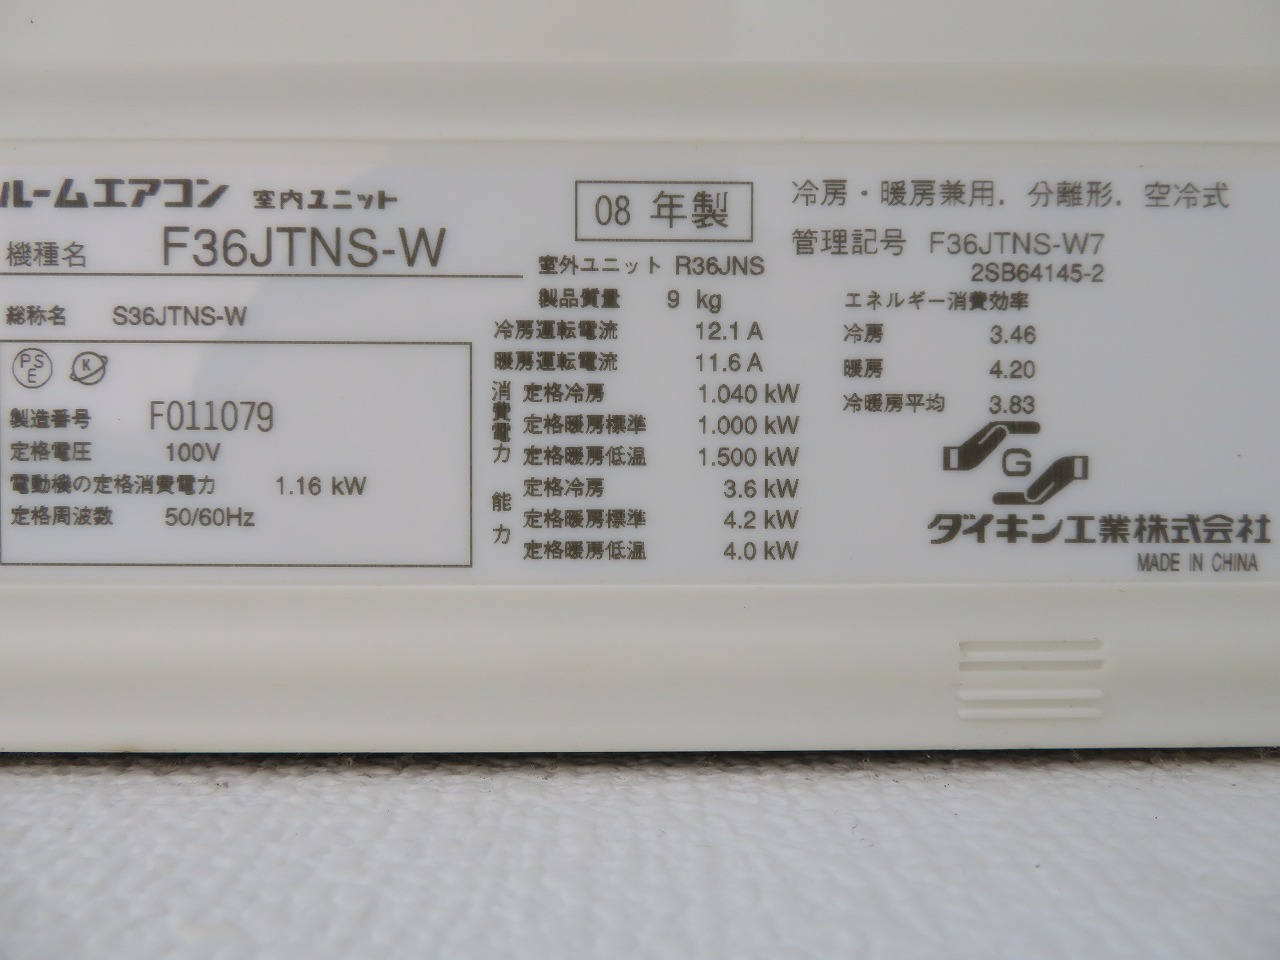 ルームエアコン 室内ユニット
機種名 F36JTNS-W
総称名 S36JTNS-W
PS
E
K
製造番号 F011079
定格電圧 100V
電動機の定格消費電力 1.16 kW
定格周波数 50/60Hz
08 年製
室外ユニット R36JNS
製品質量 9 kg
冷房運転電流 12.1 A
暖房運転電流 11.6 A
消費電力
定格冷房 1.040 kW
定格暖房標準 1.000 kW
定格暖房低温 1.500 kW
能力
定格冷房 3.6 kW
定格暖房標準 4.2 kW
定格暖房低温 4.0 kW
冷房・暖房兼用. 分離形. 空冷式
管理記号 F36JTNS-W7
2SB64145-2
エネルギー消費効率
冷房 3.46
暖房 4.20
冷暖房平均 3.83
G
ダイキン工業株式会社
MADE IN CHINA